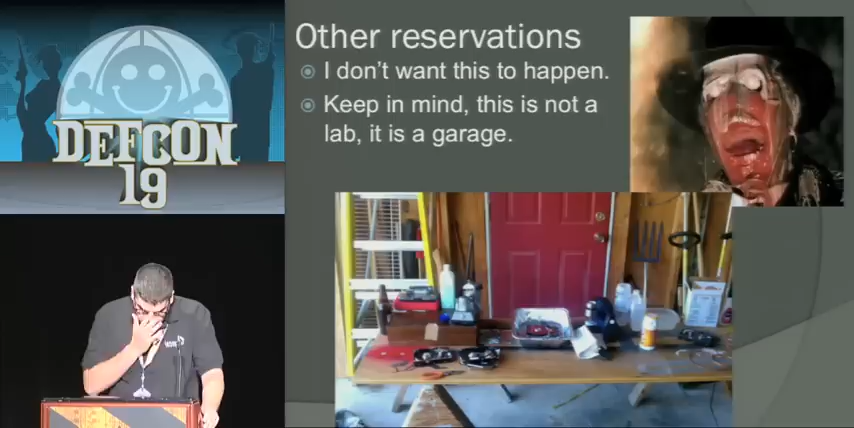 DEFCON
19
Other reservations
I don't want this to happen.
Keep in mind, this is not a
lab, it is a garage.